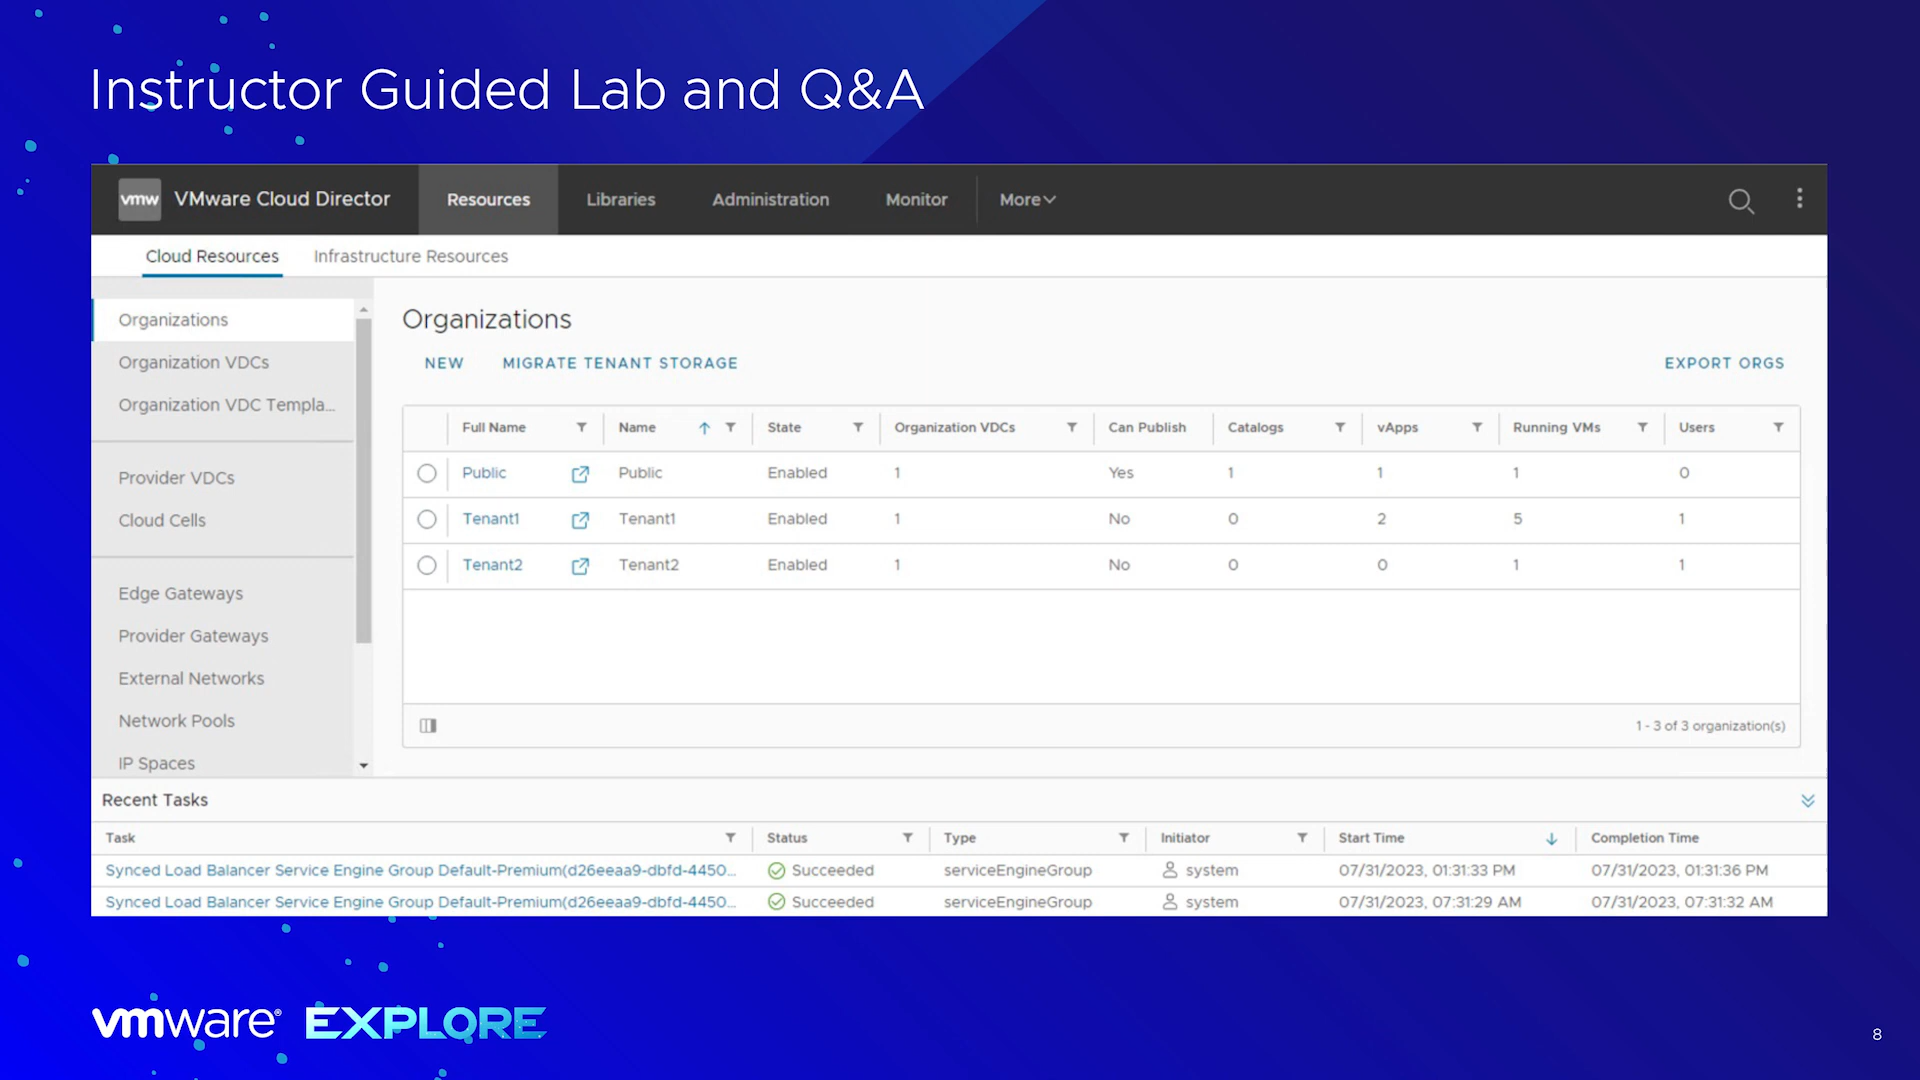 Instructor Guided Lab and Q&A
vmw VMware Cloud Director Resources Libraries Administration Monitor More
Cloud Resources Infrastructure Resources
Organizations
Organization VDCs
Organization VDC Templa...
Provider VDCs
Cloud Cells
Edge Gateways
Provider Gateways
External Networks
Network Pools
IP Spaces
Organizations
NEW MIGRATE TENANT STORAGE EXPORT ORGS
Full Name Name State Organization VDCs Can Publish Catalogs vApps Running VMs Users
Public Public Enabled 1 Yes 1 1 1 0
Tenant1 Tenant1 Enabled 1 No 0 2 5 1
Tenant2 Tenant2 Enabled 1 No 0 0 1 1
1 - 3 of 3 organization(s)
Recent Tasks
Task Status Type Initiator Start Time Completion Time
Synced Load Balancer Service Engine Group Default-Premium(d26eeaa9-dbfd-4450... Succeeded serviceEngineGroup system 07/31/2023, 01:31:33 PM 07/31/2023, 01:31:36 PM
Synced Load Balancer Service Engine Group Default-Premium(d26eeaa9-dbfd-4450... Succeeded serviceEngineGroup system 07/31/2023, 07:31:29 AM 07/31/2023, 07:31:32 AM
vmware® EXPLORE
8